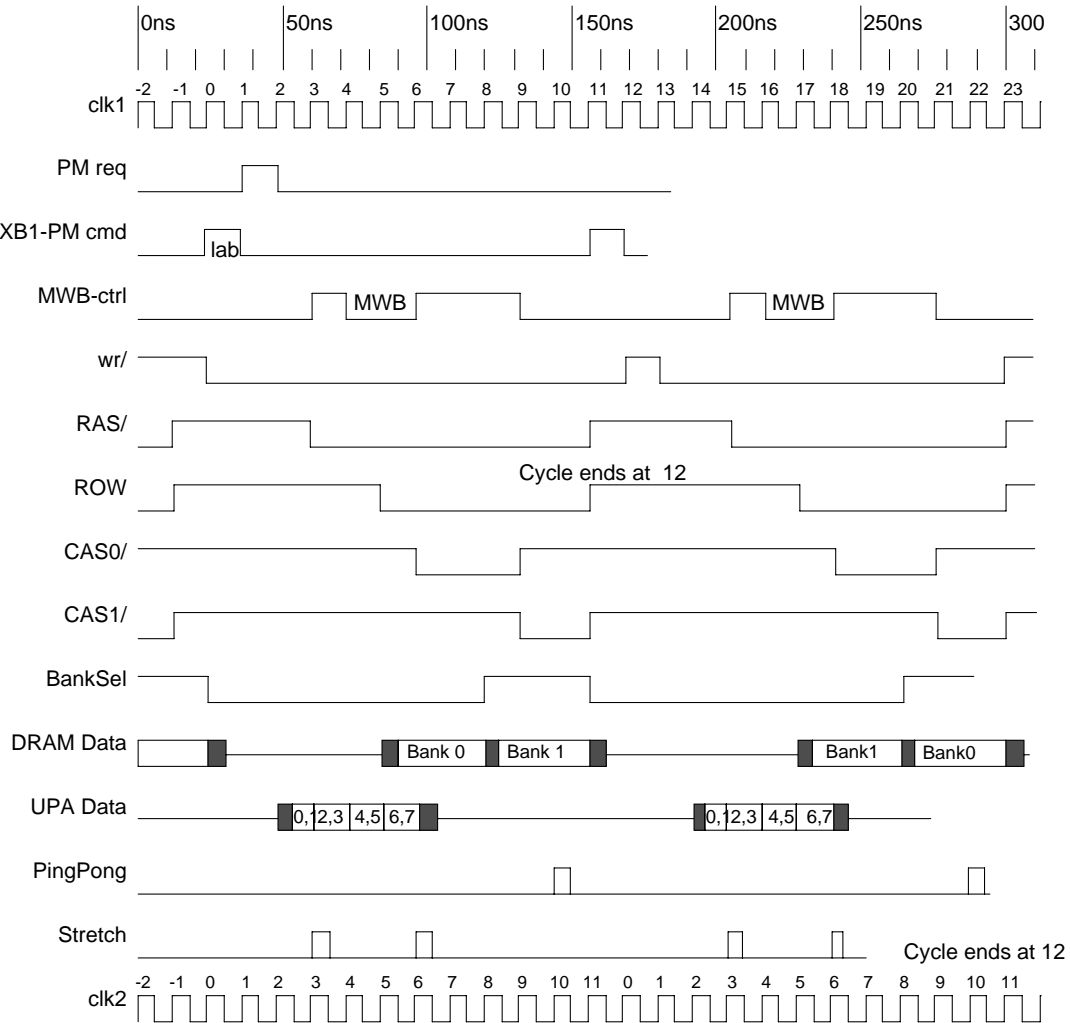 0ns 50ns 100ns 150ns 200ns 250ns 300
-2 -1 0 1 2 3 4 5 6 7 8 9 10 11 12 13 14 15 16 17 18 19 20 21 22 23
clk1
PM req
XB1-PM cmd
lab
MWB-ctrl MWB MWB
wr/
RAS/
Cycle ends at 12
ROW
CAS0/
CAS1/
BankSel
DRAM Data Bank 0 Bank 1 Bank1 Bank0
UPA Data 0,1 2,3 4,5 6,7 0,1 2,3 4,5 6,7
PingPong
Stretch
Cycle ends at 12
-2 -1 0 1 2 3 4 5 6 7 8 9 10 11 0 1 2 3 4 5 6 7 8 9 10 11
clk2